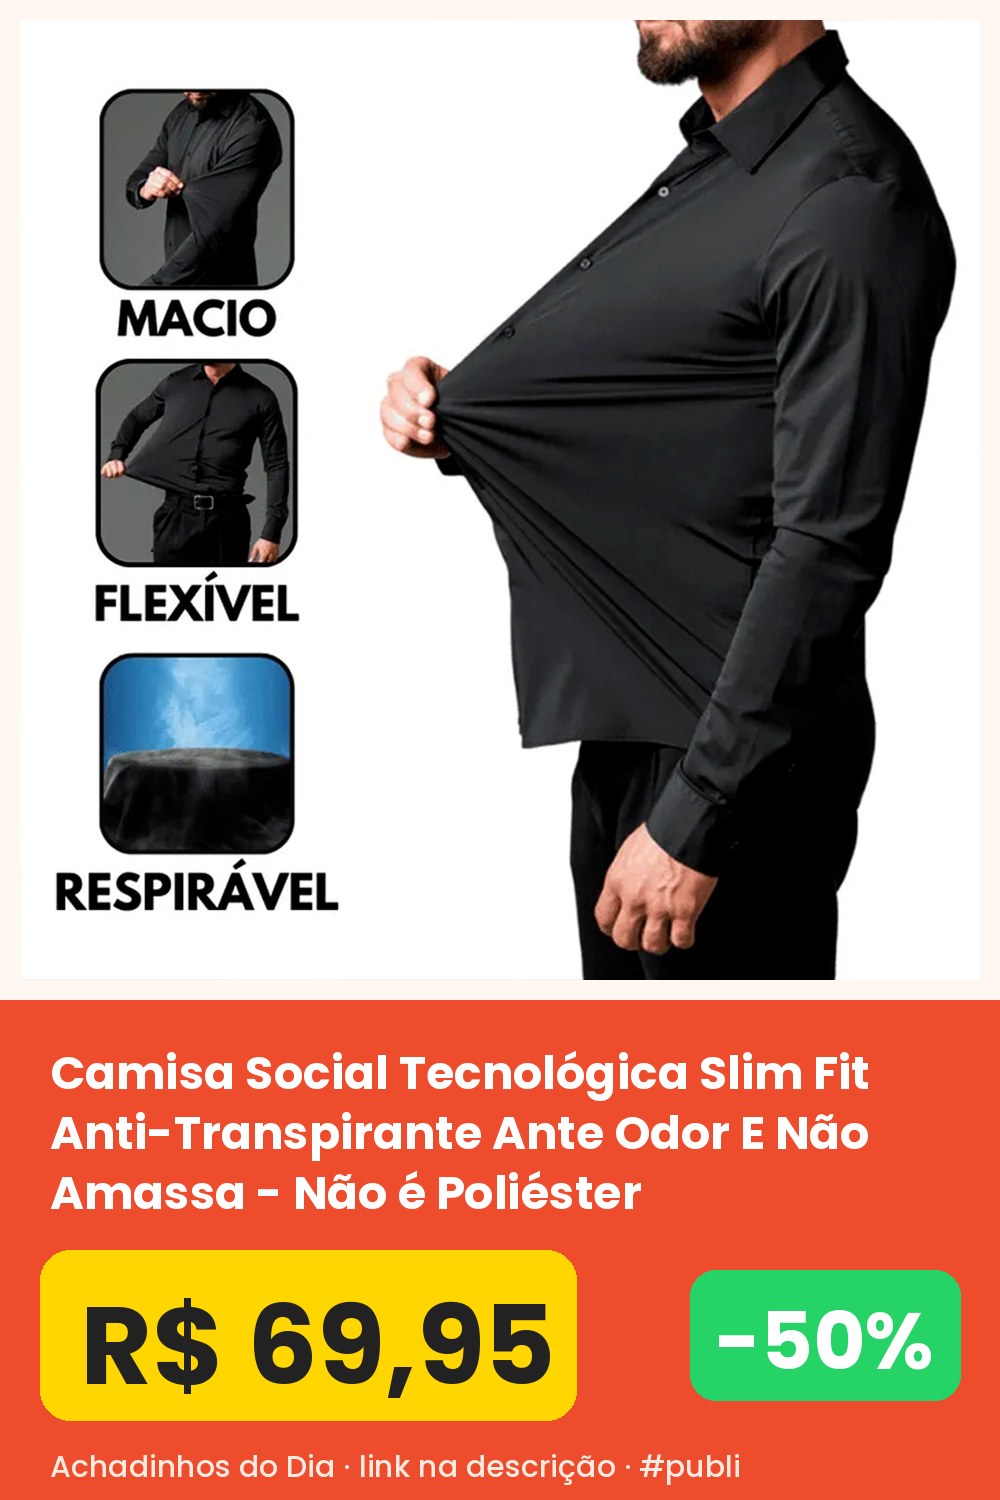 MACIO
FLEXÍVEL
RESPIRÁVEL
Camisa Social Tecnológica Slim Fit
Anti-Transpirante Ante Odor E Não
Amassa - Não é Poliéster
R$ 69,95
-50%
Achadinhos do Dia · link na descrição · #publi